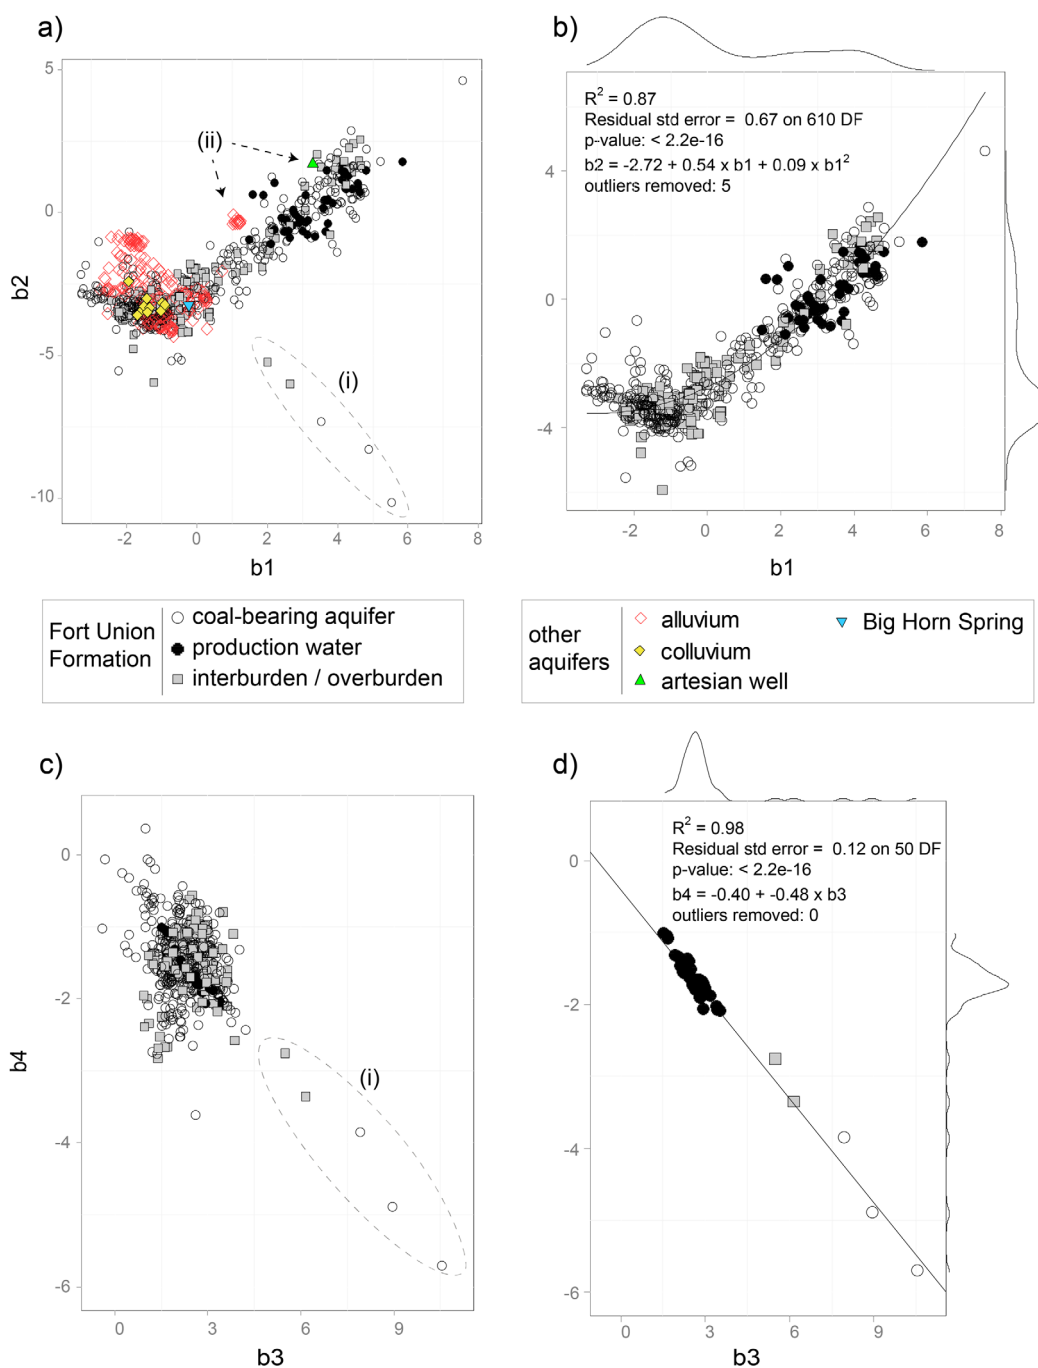 a)
5
0
-5
-10
b2
(ii)
(i)
-2
0
2
4
6
8
b1
b)
R² = 0.87
Residual std error = 0.67 on 610 DF
p-value: < 2.2e-16
b2 = -2.72 + 0.54 x b1 + 0.09 x b1²
outliers removed: 5
4
0
-4
-2
0
2
4
6
8
b1
Fort Union
Formation
coal-bearing aquifer
production water
interburden / overburden
other
aquifers
alluvium
colluvium
artesian well
Big Horn Spring
c)
0
-2
-4
-6
b4
(i)
0
3
6
9
b3
d)
R² = 0.98
Residual std error = 0.12 on 50 DF
p-value: < 2.2e-16
b4 = -0.40 + -0.48 x b3
outliers removed: 0
0
-2
-4
-6
0
3
6
9
b3